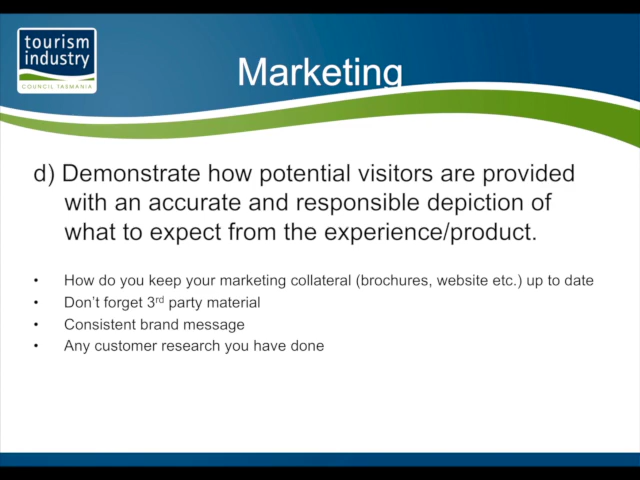 tourism
industry
COUNCIL TASMANIA
Marketing
d) Demonstrate how potential visitors are provided
with an accurate and responsible depiction of
what to expect from the experience/product.
• How do you keep your marketing collateral (brochures, website etc.) up to date
• Don't forget 3rd party material
• Consistent brand message
• Any customer research you have done